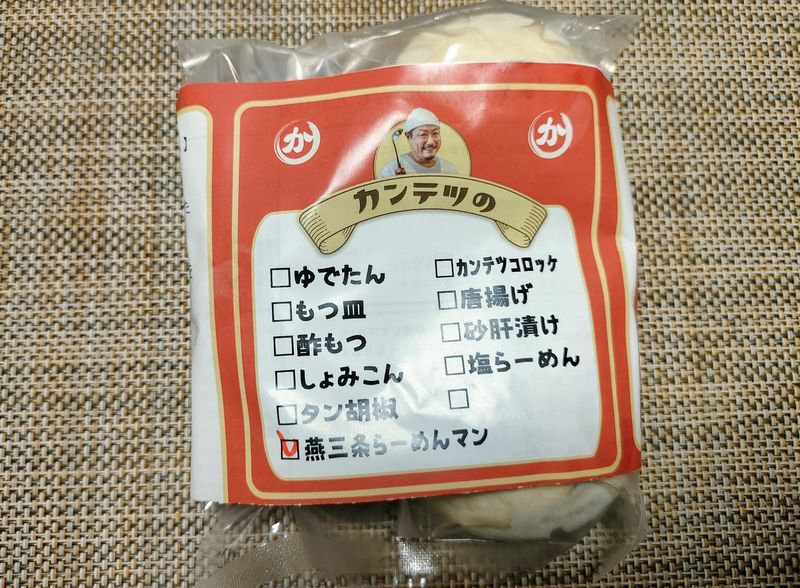 か
か
カンテツの
□ゆでたん
□もつ皿
□酢もつ
□しょみこん
□タン胡椒
☑燕三条らーめんマン
□カンテツコロッケ
□唐揚げ
□砂肝漬け
□塩らーめん
□